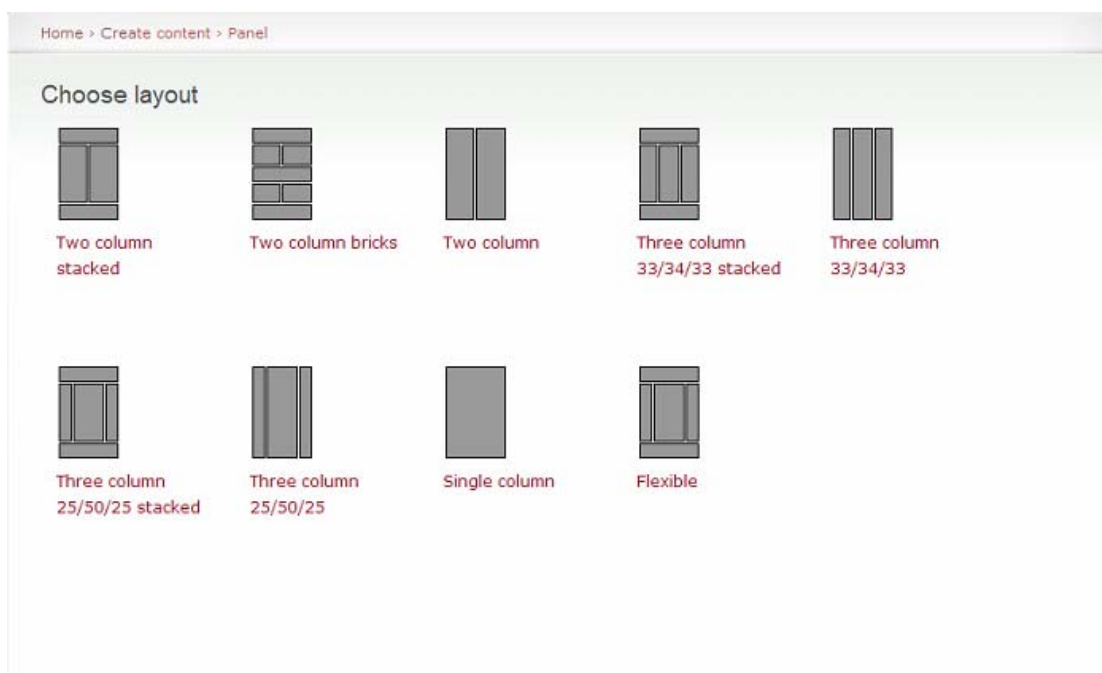 Home › Create content › Panel
Choose layout
Two column
stacked
Two column bricks
Two column
Three column
33/34/33 stacked
Three column
33/34/33
Three column
25/50/25 stacked
Three column
25/50/25
Single column
Flexible